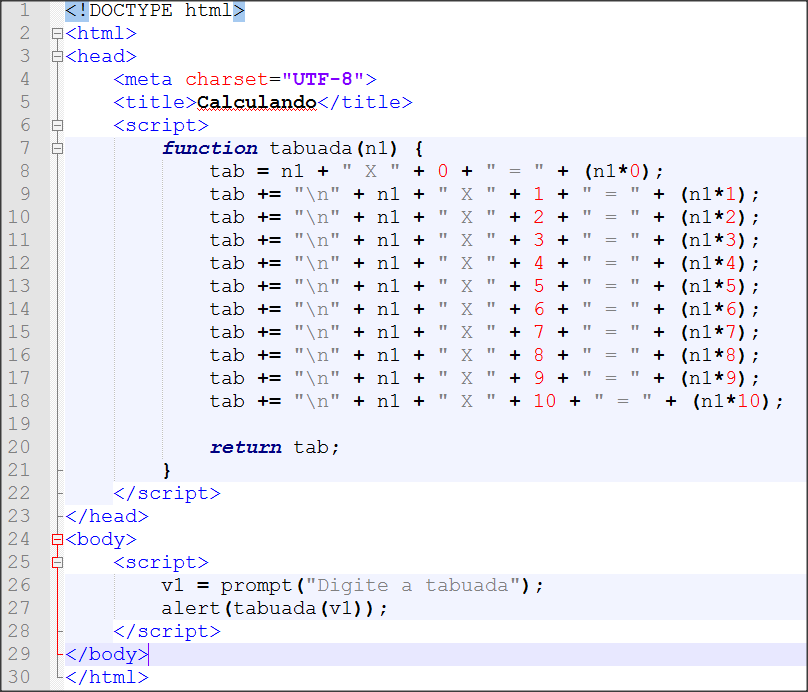 1 <!DOCTYPE html>
2 <html>
3 <head>
4     <meta charset="UTF-8">
5     <title>Calculando</title>
6     <script>
7         function tabuada(n1) {
8             tab = n1 + " X " + 0 + " = " + (n1*0);
9             tab += "\n" + n1 + " X " + 1 + " = " + (n1*1);
10             tab += "\n" + n1 + " X " + 2 + " = " + (n1*2);
11             tab += "\n" + n1 + " X " + 3 + " = " + (n1*3);
12             tab += "\n" + n1 + " X " + 4 + " = " + (n1*4);
13             tab += "\n" + n1 + " X " + 5 + " = " + (n1*5);
14             tab += "\n" + n1 + " X " + 6 + " = " + (n1*6);
15             tab += "\n" + n1 + " X " + 7 + " = " + (n1*7);
16             tab += "\n" + n1 + " X " + 8 + " = " + (n1*8);
17             tab += "\n" + n1 + " X " + 9 + " = " + (n1*9);
18             tab += "\n" + n1 + " X " + 10 + " = " + (n1*10);
19
20             return tab;
21         }
22     </script>
23 </head>
24 <body>
25     <script>
26         v1 = prompt("Digite a tabuada");
27         alert(tabuada(v1));
28     </script>
29 </body>
30 </html>